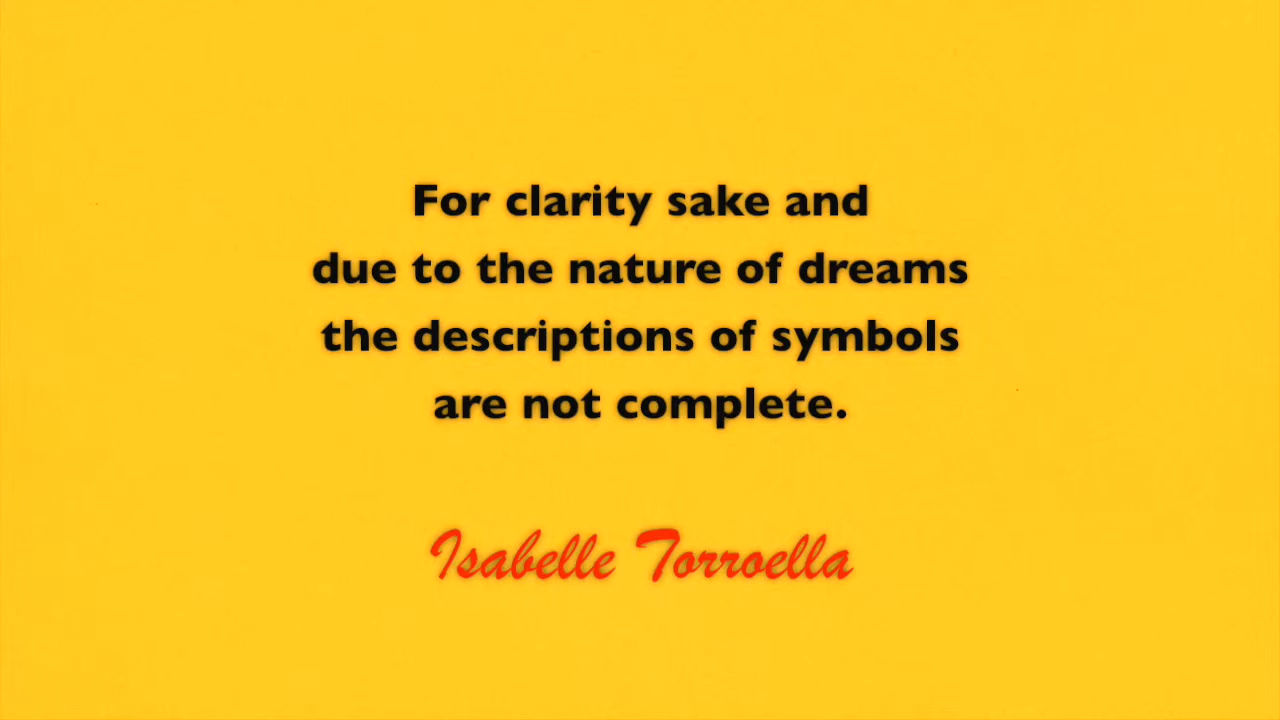 For clarity sake and
due to the nature of dreams
the descriptions of symbols
are not complete.
Isabelle Torroella